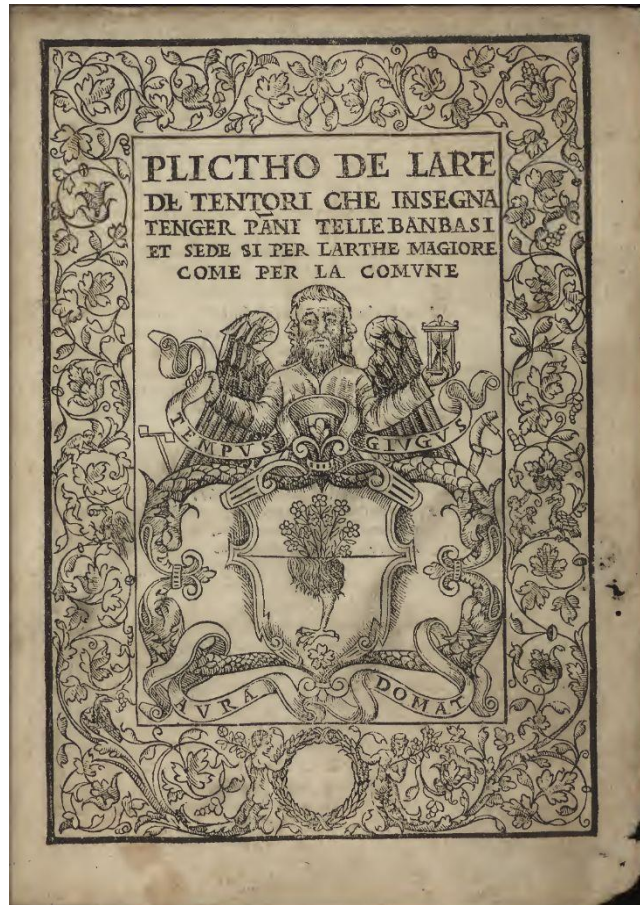 PLICTHO DE LARE
DE TENTORI CHE INSEGNA
TENGER PĀNI TELLE BANBASI
ET SEDE SI PER LARTHE MAGIORE
COME PER LA COMVNE
TEMPVS GIVGVS
AVRA DOMAT